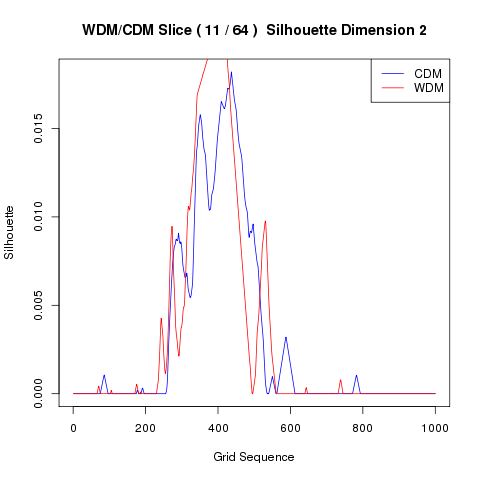 WDM/CDM Slice ( 11 / 64 )  Silhouette Dimension 2
CDM
WDM
Silhouette
0.015
0.010
0.005
0.000
0 200 400 600 800 1000
Grid Sequence